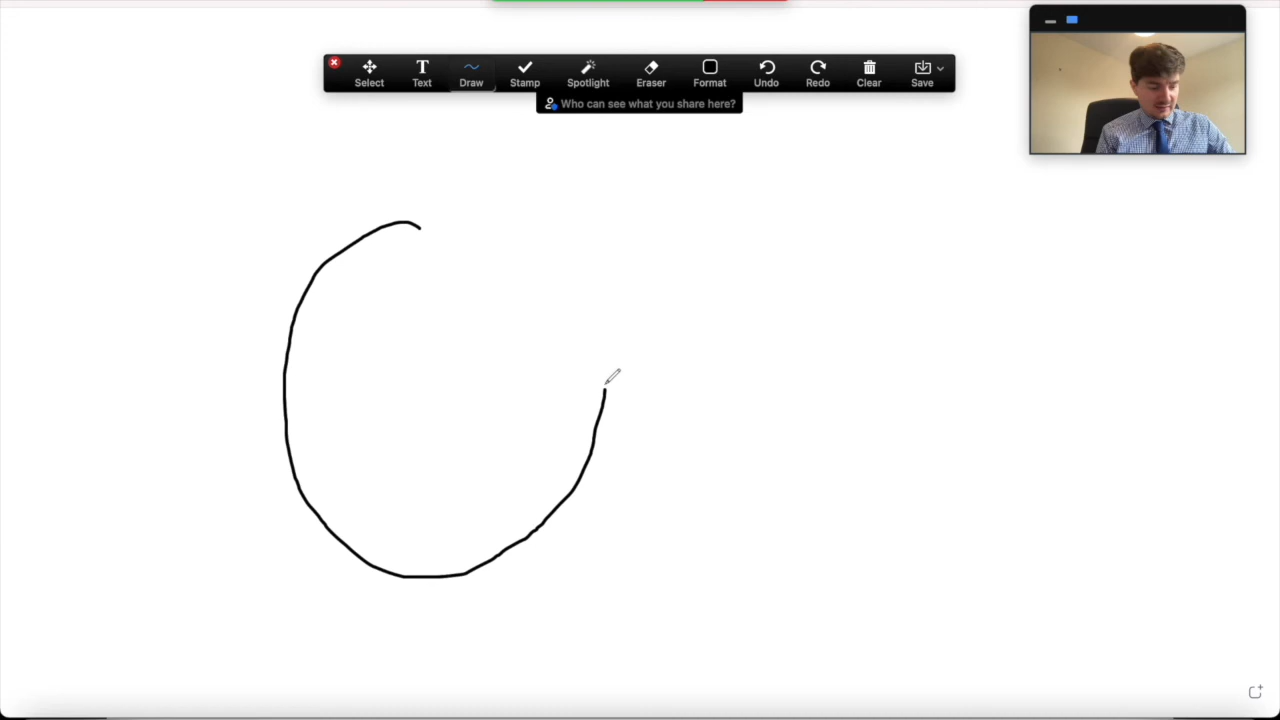 Select Text Draw Stamp Spotlight Eraser Format Undo Redo Clear Save
Who can see what you share here?